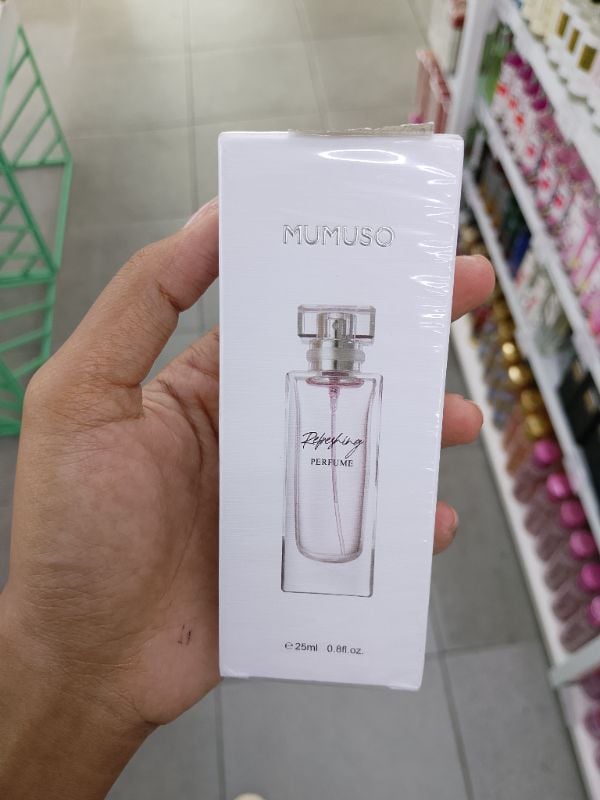 MUMUSO
Refreshing
PERFUME
℮25ml 0.8fl.oz.